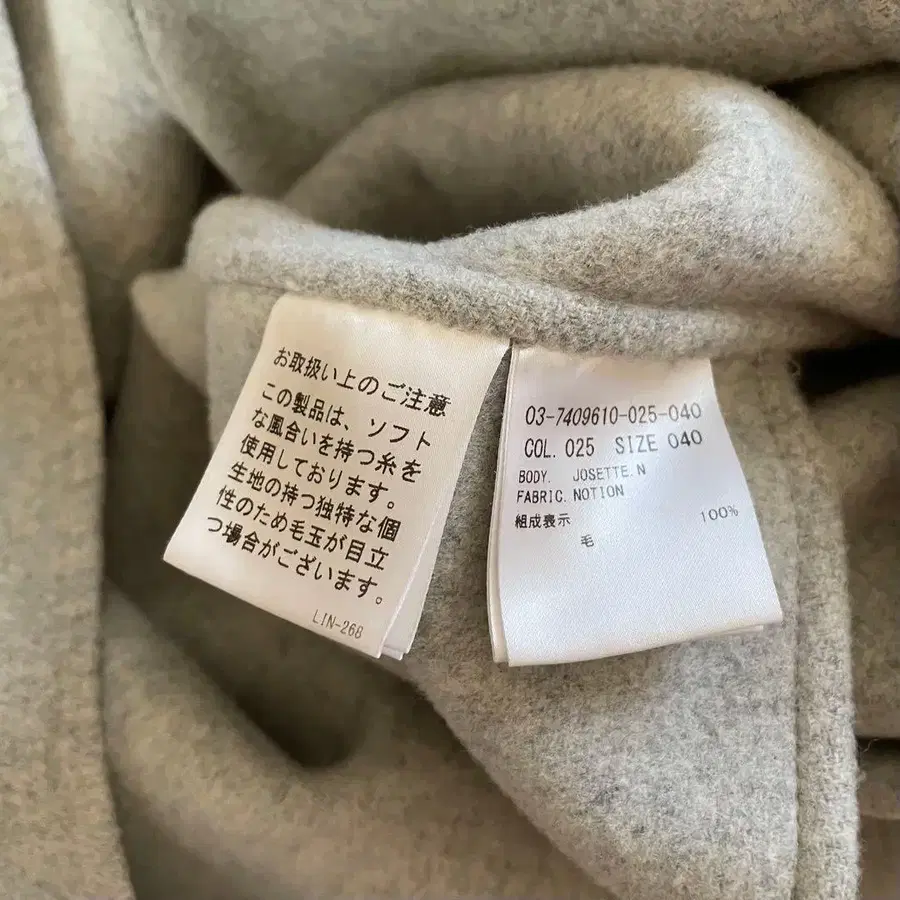 お取扱い上のご注意
この製品は、ソフト
な風合いを持つ糸を
使用しております。
生地の持つ独特な個
性のため毛玉が目立
つ場合がございます。
LIN-268
03-7409610-025-040
COL. 025 SIZE 040
BODY. JOSETTE.N
FABRIC. NOTION
組成表示
毛 100%